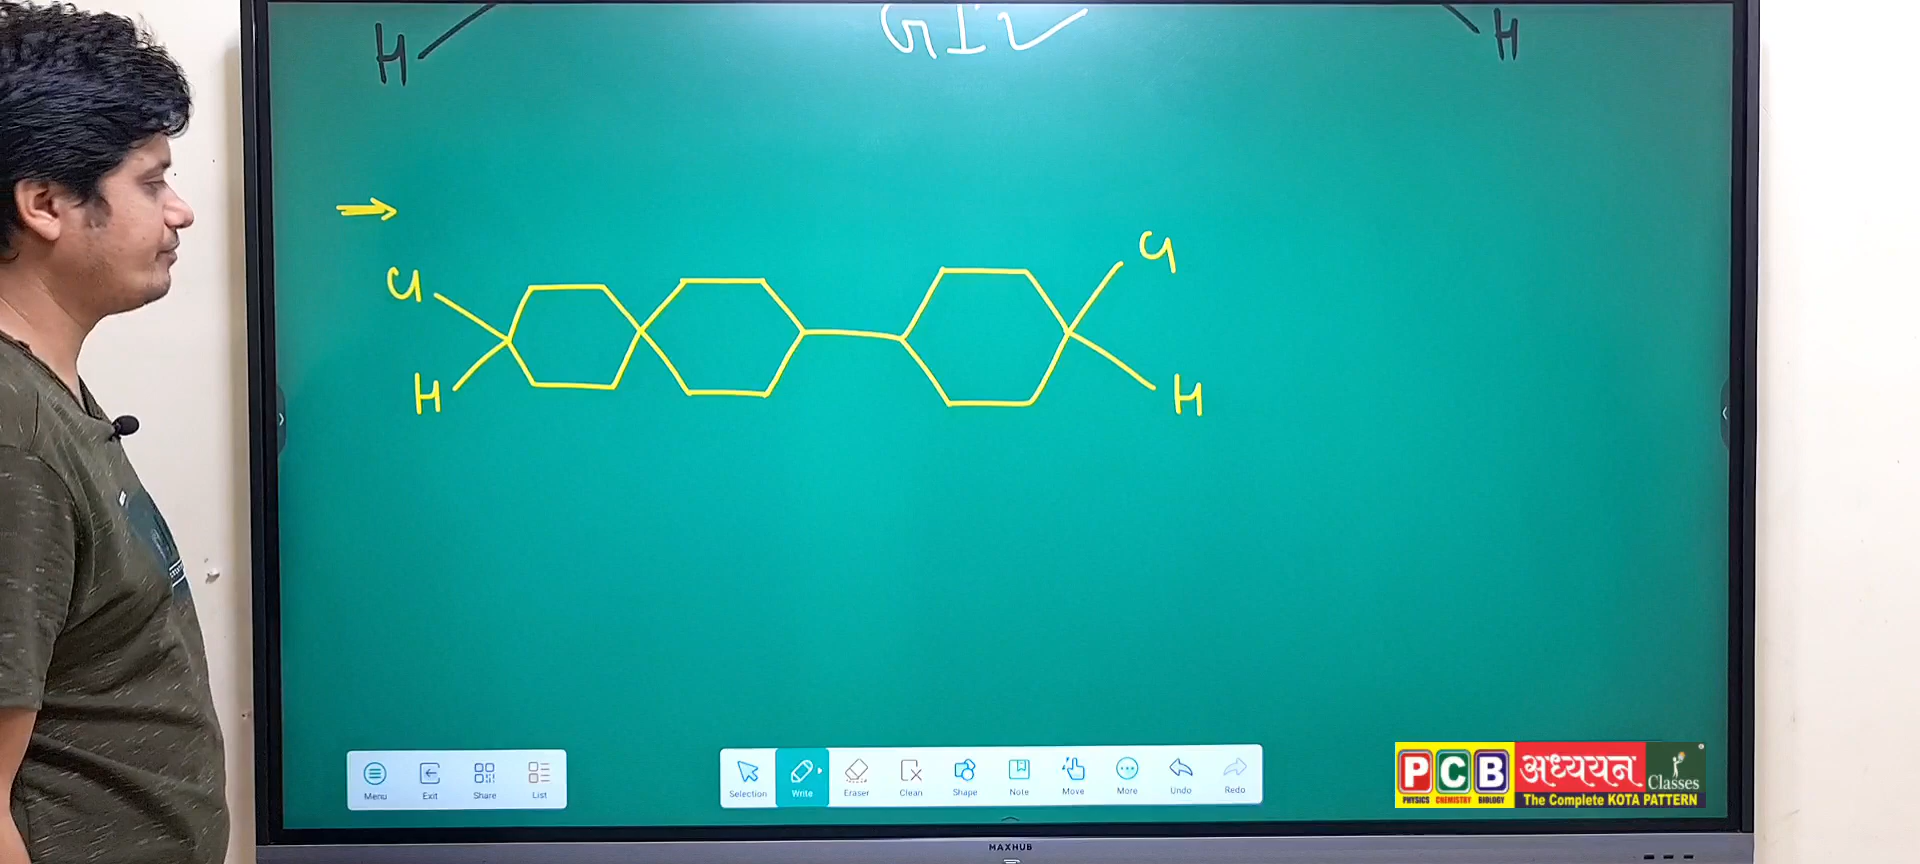 H
H
Cl
Cl
H
H
Menu Exit Share List
Selection Write Eraser Clean Shape Note Move More Undo Redo
PCB अध्ययन Classes
PHYSICS CHEMISTRY BIOLOGY The Complete KOTA PATTERN
MAXHUB